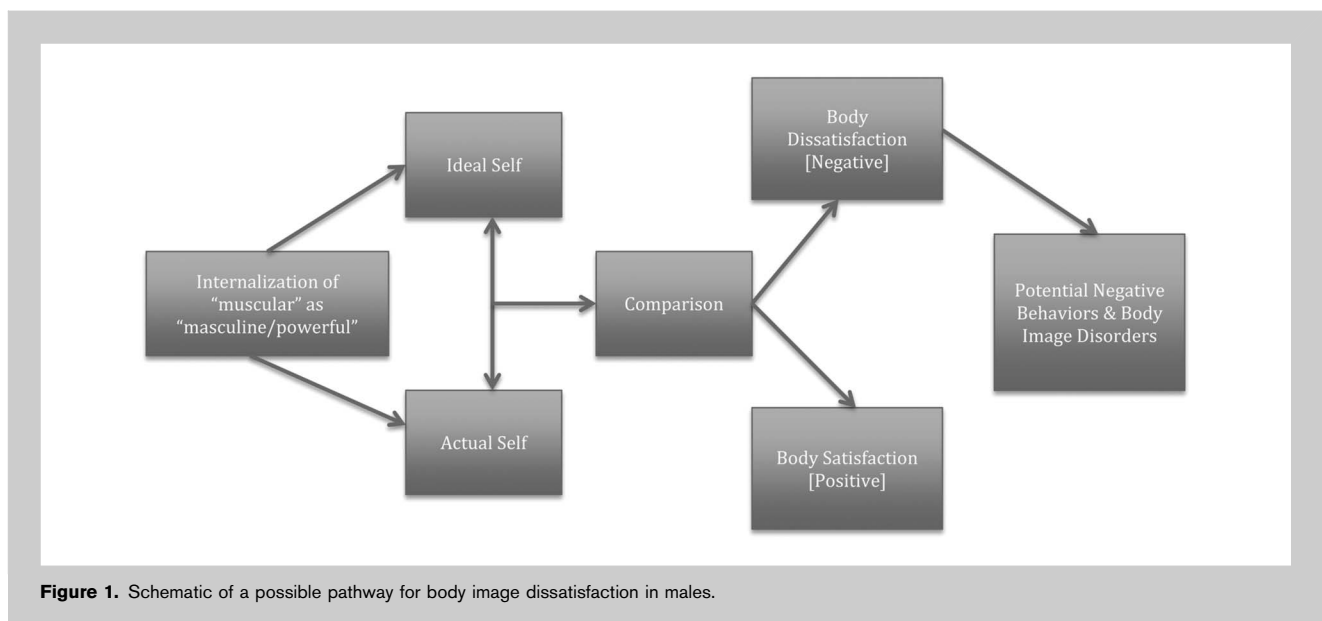 Internalization of
“muscular” as
“masculine/powerful”
Ideal Self
Actual Self
Comparison
Body
Dissatisfaction
[Negative]
Body Satisfaction
[Positive]
Potential Negative
Behaviors & Body
Image Disorders
Figure 1. Schematic of a possible pathway for body image dissatisfaction in males.